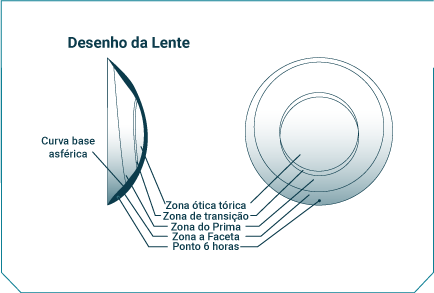 Desenho da Lente
Curva base
asférica
Zona ótica tórica
Zona de transição
Zona do Prima
Zona a Faceta
Ponto 6 horas